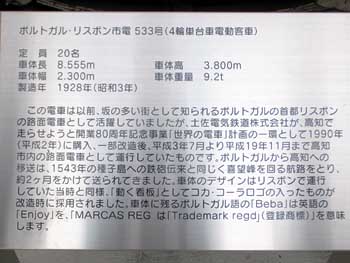 ポルトガル・リスボン市電 533号(4輪単台車電動客車)
定 員 20名
車体長 8.555m 車体高 3.800m
車体幅 2.300m 車体重量 9.2t
製造年 1928年(昭和3年)
この電車は以前、坂の多い街として知られるポルトガルの首都リスボン
の路面電車として活躍していましたが、土佐電気鉄道株式会社が、高知で
走らせようと開業80周年記念事業「世界の電車」計画の一環として1990年
(平成2年)に購入、一部改造後、平成3年7月より平成19年11月まで高知
市内の路面電車として運行していたものです。ポルトガルから高知への
移送は、1543年の種子島への鉄砲伝来と同じく喜望峰を回る航路をとり、
約2ヶ月をかけて送られてきました。車体のデザインはリスボンで運行
していた当時と同様、「動く看板」としてコカ・コーラロゴの入ったものが
改造時に採用されました。車体に残るポルトガル語の「Beba」は英語の
「Enjoy」を、「MARCAS REG」は「Trademark regd」(登録商標)」を意味
します。